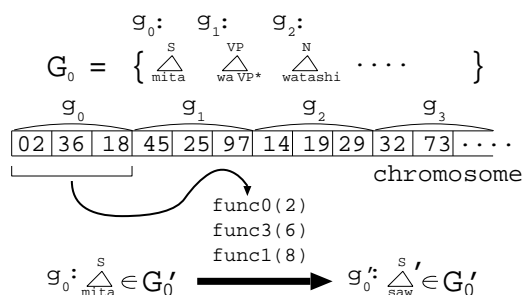 g₀: g₁: g₂:
S VP N
G₀ = { mita wa VP* watashi ···· }
g₀ g₁ g₂ g₃
02 36 18 45 25 97 14 19 29 32 73 ····
chromosome
func0(2)
func3(6)
func1(8)
S S
g₀: mita ∈ G₀′ g₀′: saw ′ ∈ G₀′